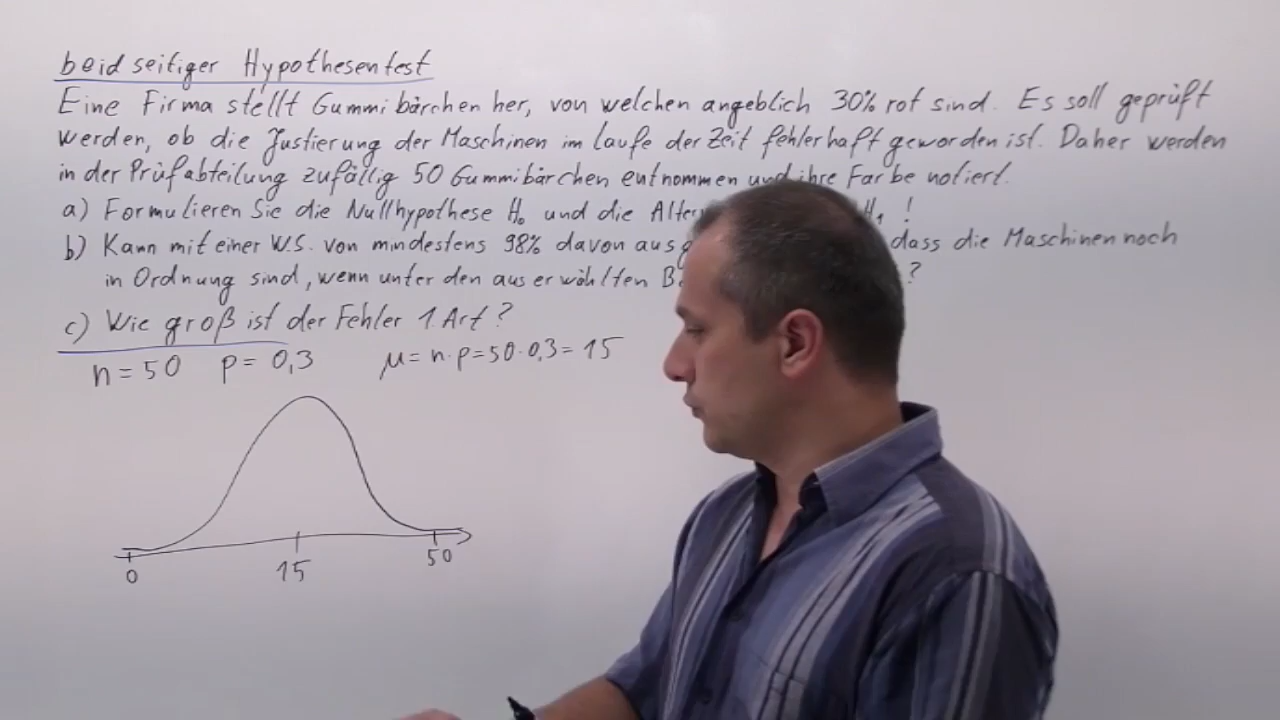 beidseitiger Hypothesentest
Eine Firma stellt Gummibärchen her, von welchen angeblich 30% rot sind. Es soll geprüft
werden, ob die Justierung der Maschinen im laufe der Zeit fehlerhaft geworden ist. Daher werden
in der Prüfabteilung zufällig 50 Gummibärchen entnommen und ihre Farbe notiert.
a) Formulieren Sie die Nullhypothese H₀ und die H₁ !
b) Kann mit einer W.S. von mindestens 98% davon dass die Maschinen noch
in Ordnung sind, wenn unter den auserwählten ?
c) Wie groß ist der Fehler 1. Art?
n = 50 p = 0,3 μ = n·p = 50·0,3 = 15
0 15 50